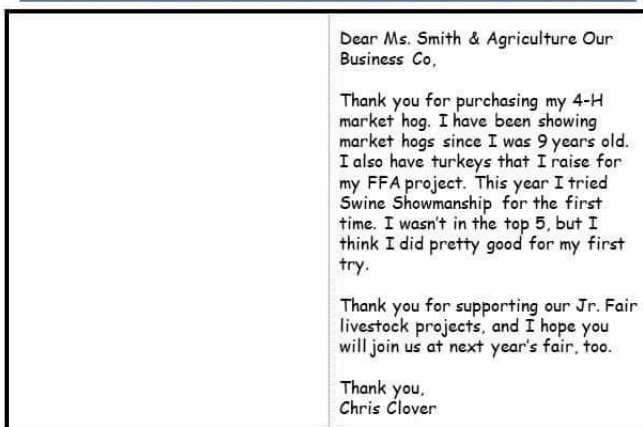 Dear Ms. Smith & Agriculture Our
Business Co,
Thank you for purchasing my 4-H
market hog. I have been showing
market hogs since I was 9 years old.
I also have turkeys that I raise for
my FFA project. This year I tried
Swine Showmanship for the first
time. I wasn't in the top 5, but I
think I did pretty good for my first
try.
Thank you for supporting our Jr. Fair
livestock projects, and I hope you
will join us at next year's fair, too.
Thank you,
Chris Clover